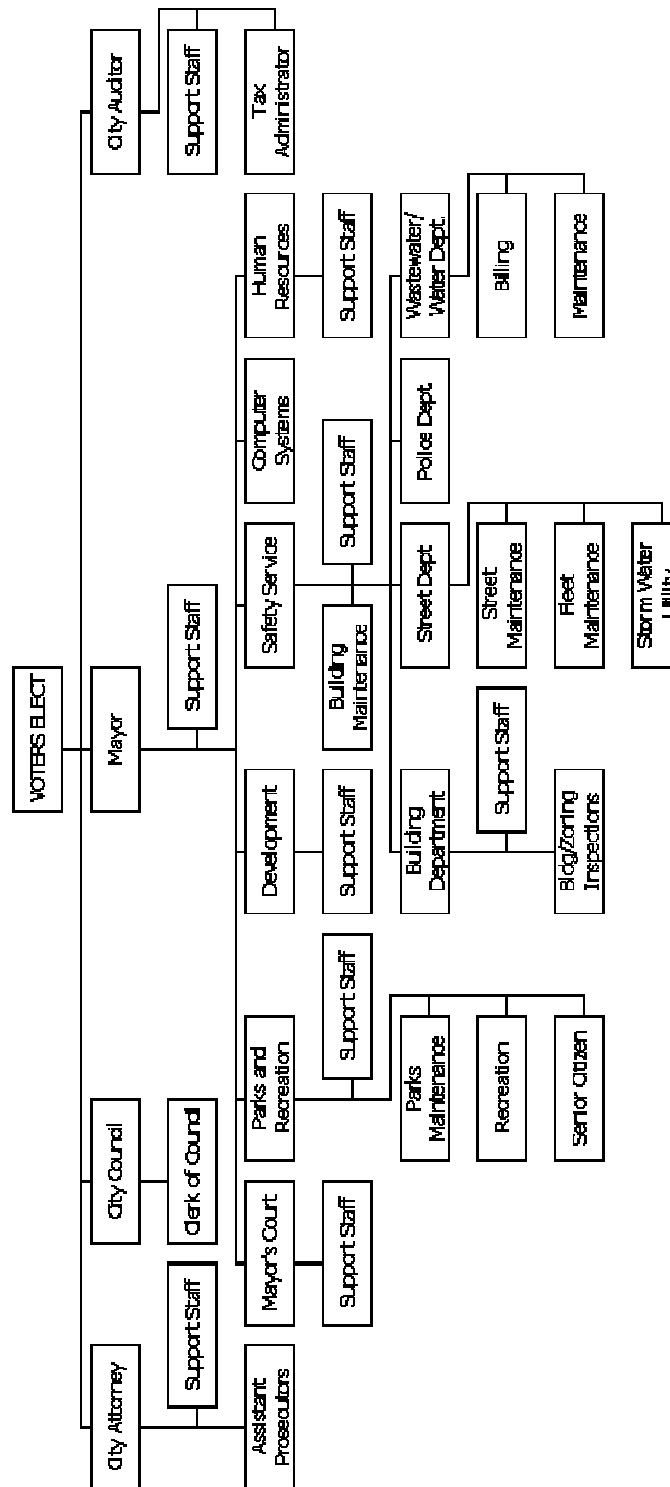 VOTERS ELECT
City Attorney
City Council
Mayor
City Auditor
Support Staff
Clerk of Council
Support Staff
Support Staff
Assistant
Prosecutors
Mayor's Court
Parks and
Recreation
Development
Safety Service
Computer
Systems
Human
Resources
Tax
Administrator
Support Staff
Support Staff
Support Staff
Building
Maintenance
Support Staff
Support Staff
Parks
Maintenance
Building
Department
Street Dept.
Police Dept.
Wastewater/
Water Dept.
Recreation
Support Staff
Street
Maintenance
Billing
Senior Citizen
Bldg/Zoning
Inspections
Fleet
Maintenance
Maintenance
Storm Water